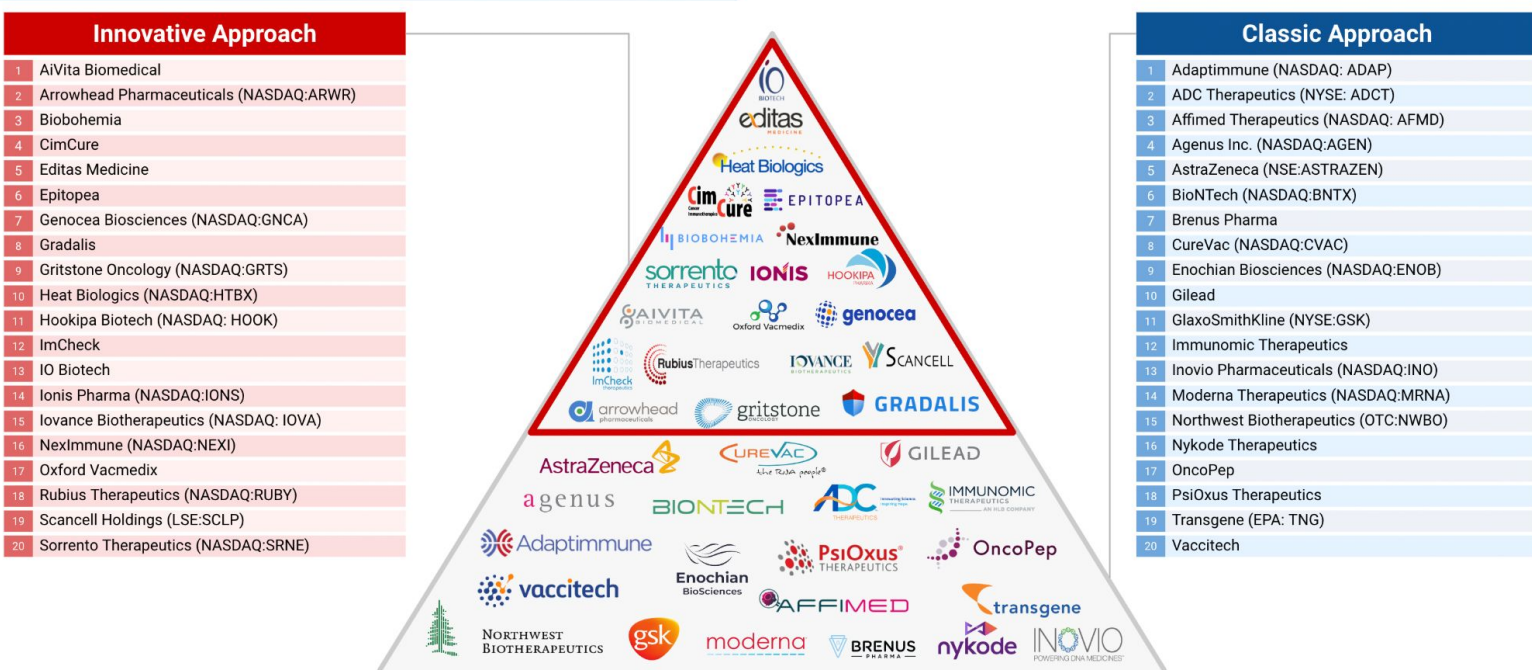 Innovative Approach
1 AiVita Biomedical
2 Arrowhead Pharmaceuticals (NASDAQ:ARWR)
3 Biobohemia
4 CimCure
5 Editas Medicine
6 Epitopea
7 Genocea Biosciences (NASDAQ:GNCA)
8 Gradalis
9 Gritstone Oncology (NASDAQ:GRTS)
10 Heat Biologics (NASDAQ:HTBX)
11 Hookipa Biotech (NASDAQ: HOOK)
12 ImCheck
13 IO Biotech
14 Ionis Pharma (NASDAQ:IONS)
15 Iovance Biotherapeutics (NASDAQ: IOVA)
16 NexImmune (NASDAQ:NEXI)
17 Oxford Vacmedix
18 Rubius Therapeutics (NASDAQ:RUBY)
19 Scancell Holdings (LSE:SCLP)
20 Sorrento Therapeutics (NASDAQ:SRNE)
iO
BIOTECH
editas
MEDICINE
Heat Biologics
Cim Cure
EPITOPEA
BIOBOHEMIA
NexImmune
sorrento
THERAPEUTICS
IONIS
HOOKIPA
PHARMA
AIVITA
BIOMEDICAL
Oxford Vacmedix
genocea
ImCheck
therapeutics
Rubius Therapeutics
IOVANCE
BIOTHERAPEUTICS
SCANCELL
arrowhead
pharmaceuticals
gritstone
ONCOLOGY
GRADALIS
AstraZeneca
CUREVAC
the RNA people®
GILEAD
agenus
BIONTECH
ADC
THERAPEUTICS
IMMUNOMIC
THERAPEUTICS
Adaptimmune
Enochian
BioSciences
PsiOxus
THERAPEUTICS
OncoPep
vaccitech
AFFIMED
transgene
NORTHWEST
BIOTHERAPEUTICS
gsk
moderna
BRENUS
PHARMA
nykode
INOVIO
POWERING DNA MEDICINES
Classic Approach
1 Adaptimmune (NASDAQ: ADAP)
2 ADC Therapeutics (NYSE: ADCT)
3 Affimed Therapeutics (NASDAQ: AFMD)
4 Agenus Inc. (NASDAQ:AGEN)
5 AstraZeneca (NSE:ASTRAZEN)
6 BioNTech (NASDAQ:BNTX)
7 Brenus Pharma
8 CureVac (NASDAQ:CVAC)
9 Enochian Biosciences (NASDAQ:ENOB)
10 Gilead
11 GlaxoSmithKline (NYSE:GSK)
12 Immunomic Therapeutics
13 Inovio Pharmaceuticals (NASDAQ:INO)
14 Moderna Therapeutics (NASDAQ:MRNA)
15 Northwest Biotherapeutics (OTC:NWBO)
16 Nykode Therapeutics
17 OncoPep
18 PsiOxus Therapeutics
19 Transgene (EPA: TNG)
20 Vaccitech